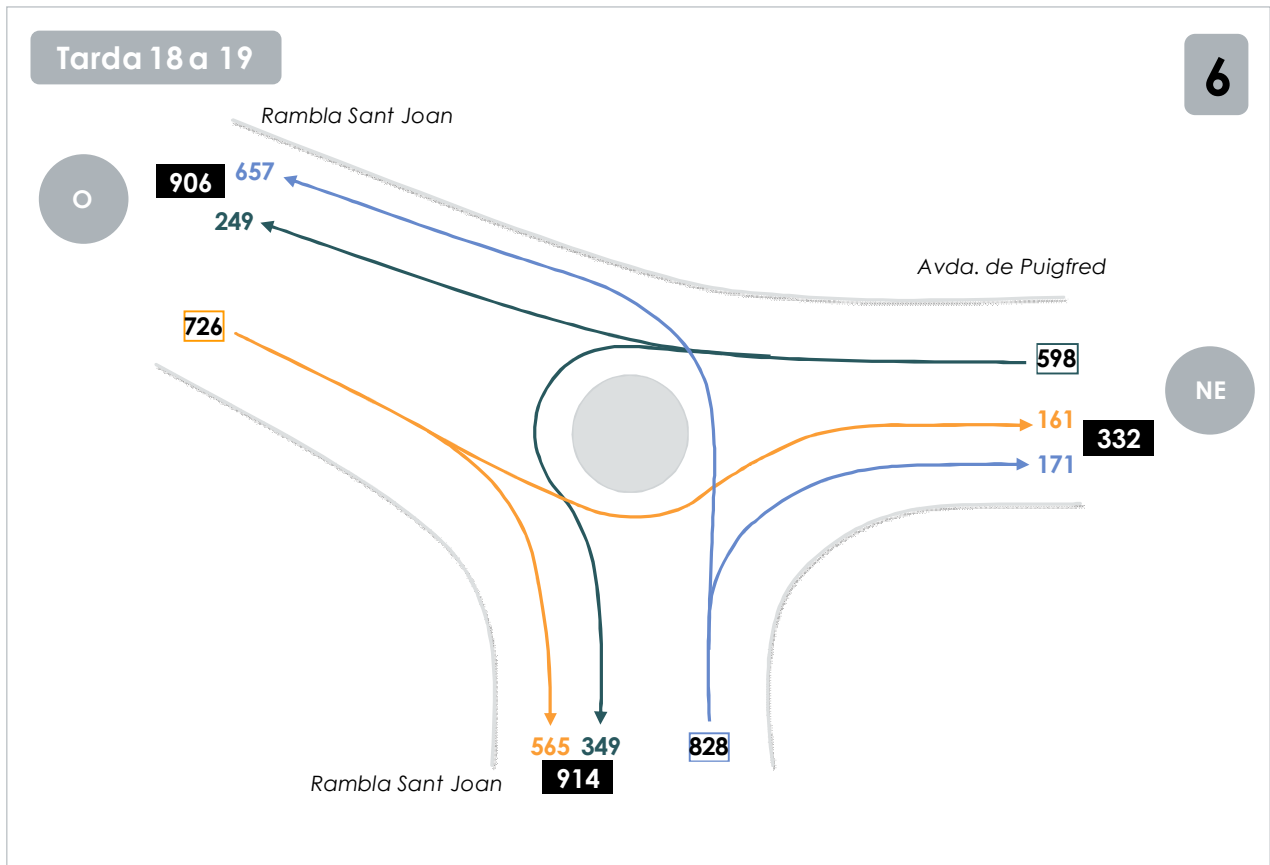 Tarda 18 a 19
6
Rambla Sant Joan
657
906
O
249
Avda. de Puigfred
726
598
NE
161
332
171
565 349
828
914
Rambla Sant Joan